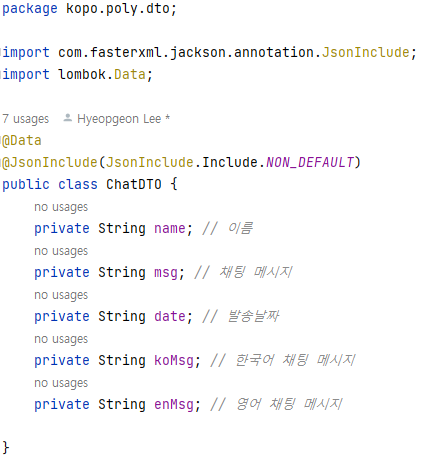 package kopo.poly.dto;
import com.fasterxml.jackson.annotation.JsonInclude;
import lombok.Data;
7 usages Hyeopgeon Lee *
@Data
@JsonInclude(JsonInclude.Include.NON_DEFAULT)
public class ChatDTO {
no usages
private String name; // 이름
no usages
private String msg; // 채팅 메시지
no usages
private String date; // 발송날짜
no usages
private String koMsg; // 한국어 채팅 메시지
no usages
private String enMsg; // 영어 채팅 메시지
}